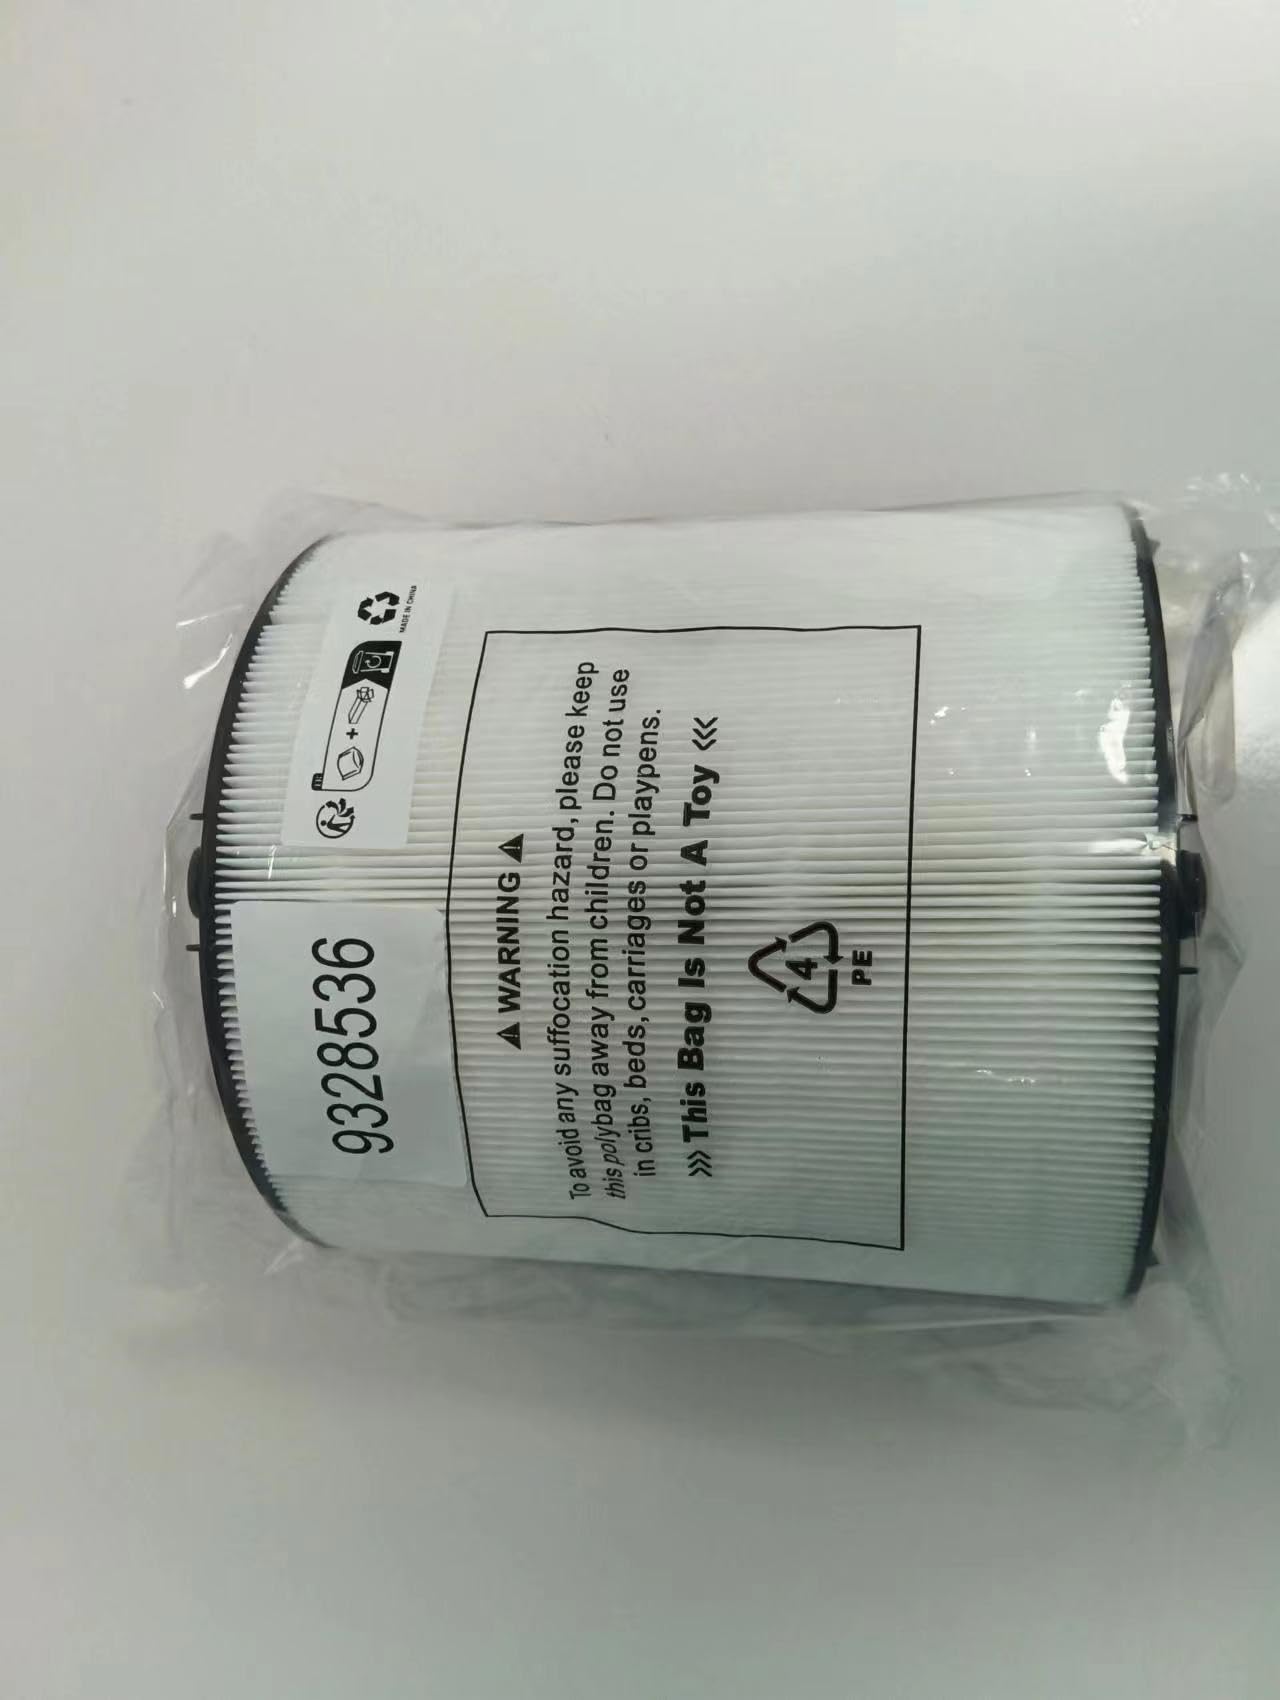 9328536
MADE IN CHINA
WARNING
To avoid any suffocation hazard, please keep
this polybag away from children. Do not use
in cribs, beds, carriages or playpens.
>>> This Bag Is Not A Toy <<<
4
PE